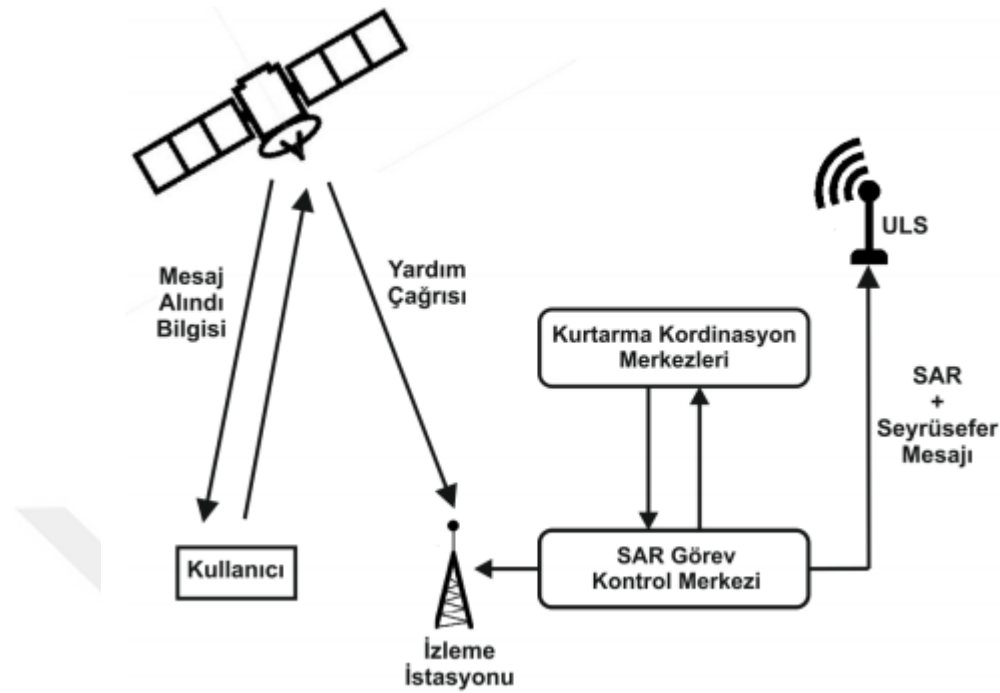 Mesaj
Alındı
Bilgisi
Yardım
Çağrısı
ULS
Kurtarma Kordinasyon
Merkezleri
SAR
+
Seyrüsefer
Mesajı
Kullanıcı
SAR Görev
Kontrol Merkezi
İzleme
İstasyonu